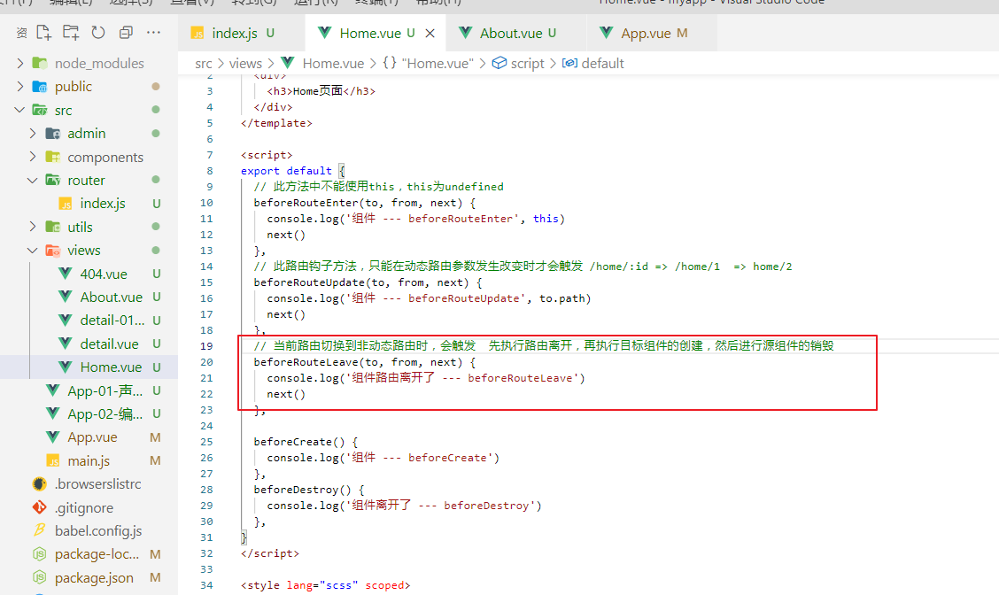 Home.vue - myapp - Visual Studio Code
资
index.js U
Home.vue U
About.vue U
App.vue M
src > views > Home.vue > {} "Home.vue" > script > default
node_modules
public
src
admin
components
router
index.js U
utils
views
404.vue U
About.vue U
detail-01... U
detail.vue U
Home.vue U
App-01-声... U
App-02-编... U
App.vue M
main.js M
.browserslistrc
.gitignore
babel.config.js
package-loc... M
package.json M
2 <div>
3 <h3>Home页面</h3>
4 </div>
5 </template>
6
7 <script>
8 export default {
9 // 此方法中不能使用this，this为undefined
10 beforeRouteEnter(to, from, next) {
11 console.log('组件 --- beforeRouteEnter', this)
12 next()
13 },
14 // 此路由钩子方法，只能在动态路由参数发生改变时才会触发 /home/:id => /home/1  => home/2
15 beforeRouteUpdate(to, from, next) {
16 console.log('组件 --- beforeRouteUpdate', to.path)
17 next()
18 },
19 // 当前路由切换到非动态路由时，会触发  先执行路由离开，再执行目标组件的创建，然后进行源组件的销毁
20 beforeRouteLeave(to, from, next) {
21 console.log('组件路由离开了 --- beforeRouteLeave')
22 next()
23 },
24
25 beforeCreate() {
26 console.log('组件 --- beforeCreate')
27 },
28 beforeDestroy() {
29 console.log('组件离开了 --- beforeDestroy')
30 },
31 }
32 </script>
33
34 <style lang="scss" scoped>